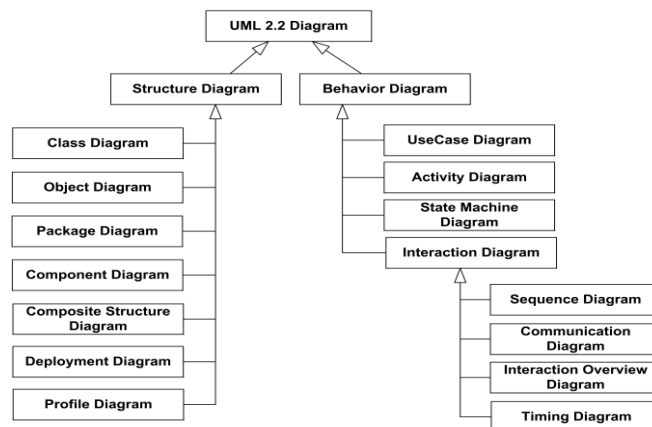 UML 2.2 Diagram
Structure Diagram
Behavior Diagram
Class Diagram
Object Diagram
Package Diagram
Component Diagram
Composite Structure
Diagram
Deployment Diagram
Profile Diagram
UseCase Diagram
Activity Diagram
State Machine
Diagram
Interaction Diagram
Sequence Diagram
Communication
Diagram
Interaction Overview
Diagram
Timing Diagram